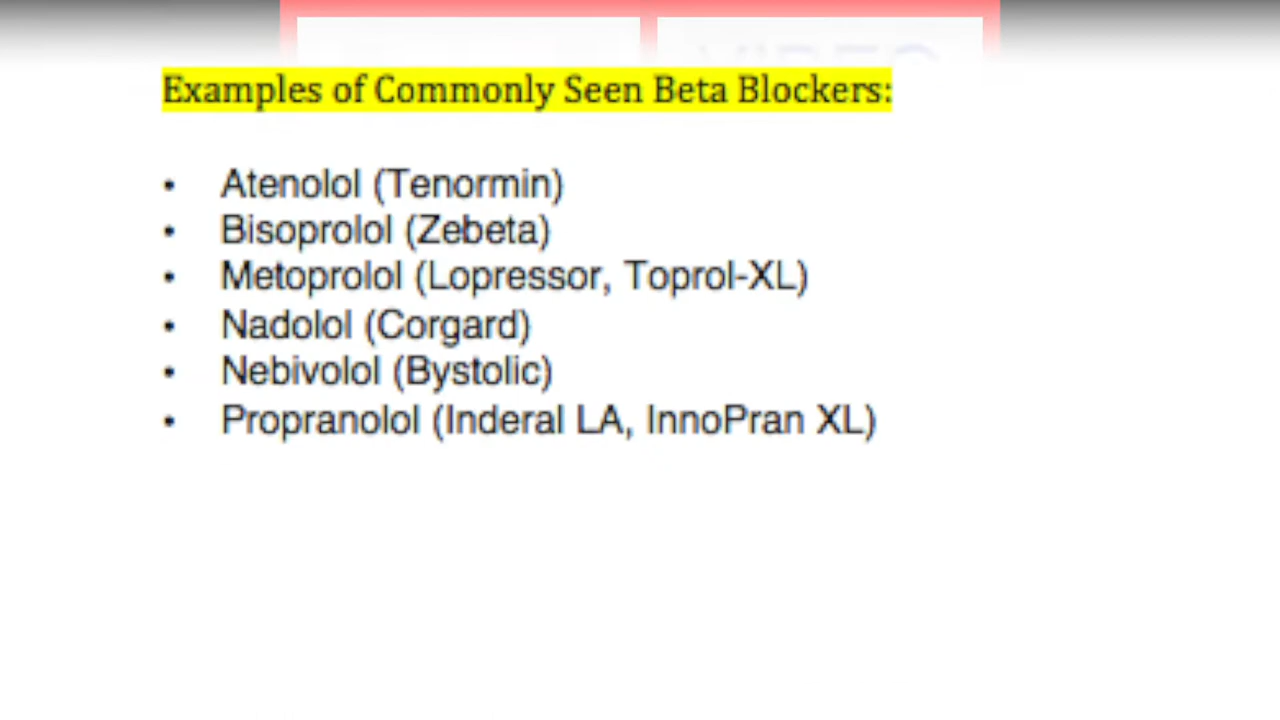 Examples of Commonly Seen Beta Blockers:
• Atenolol (Tenormin)
• Bisoprolol (Zebeta)
• Metoprolol (Lopressor, Toprol-XL)
• Nadolol (Corgard)
• Nebivolol (Bystolic)
• Propranolol (Inderal LA, InnoPran XL)